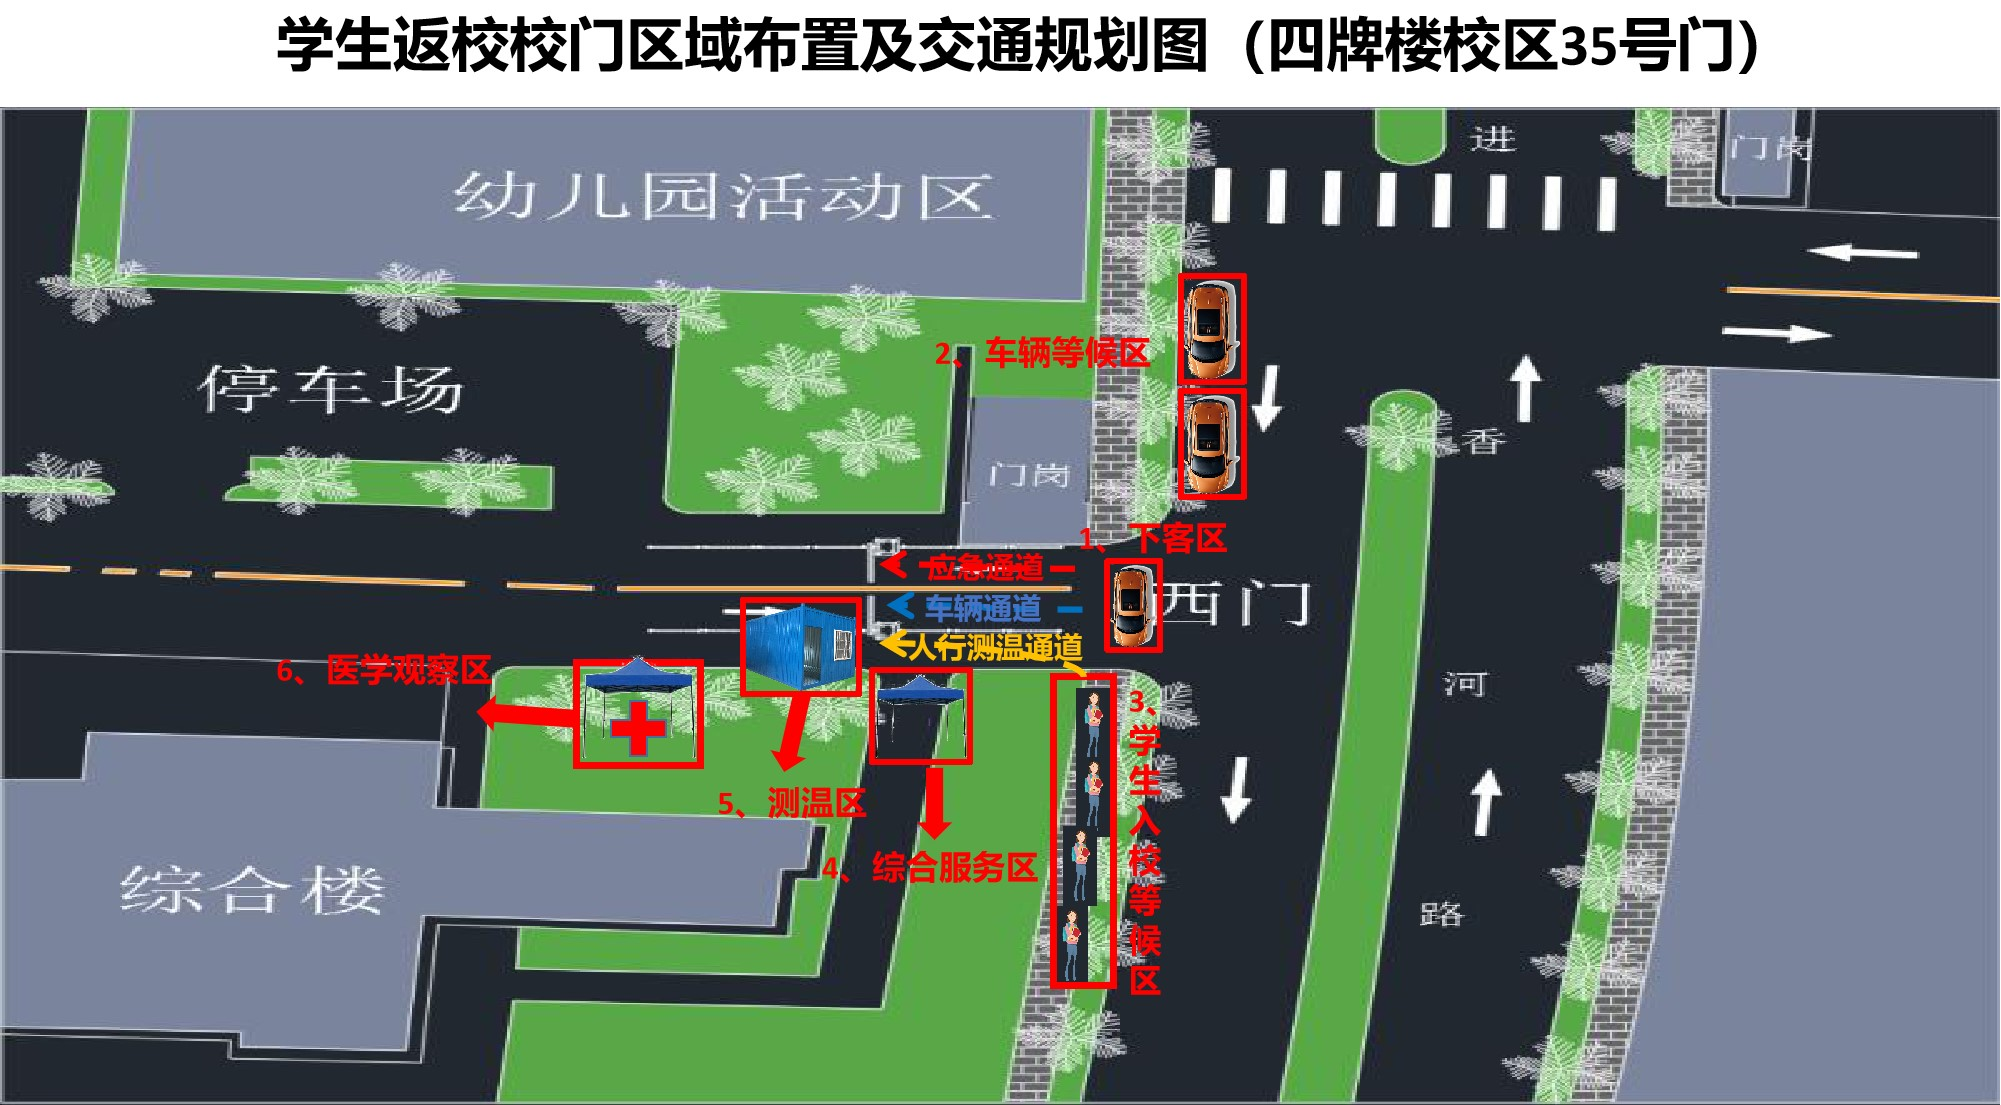 学生返校校门区域布置及交通规划图（四牌楼校区35号门）
进
门岗
幼儿园活动区
2、车辆等候区
停车场
香
门岗
1、下客区
应急通道
车辆通道
西门
人行测温通道
6、医学观察区
河
3、学生入校等候区
5、测温区
4、综合服务区
综合楼
路